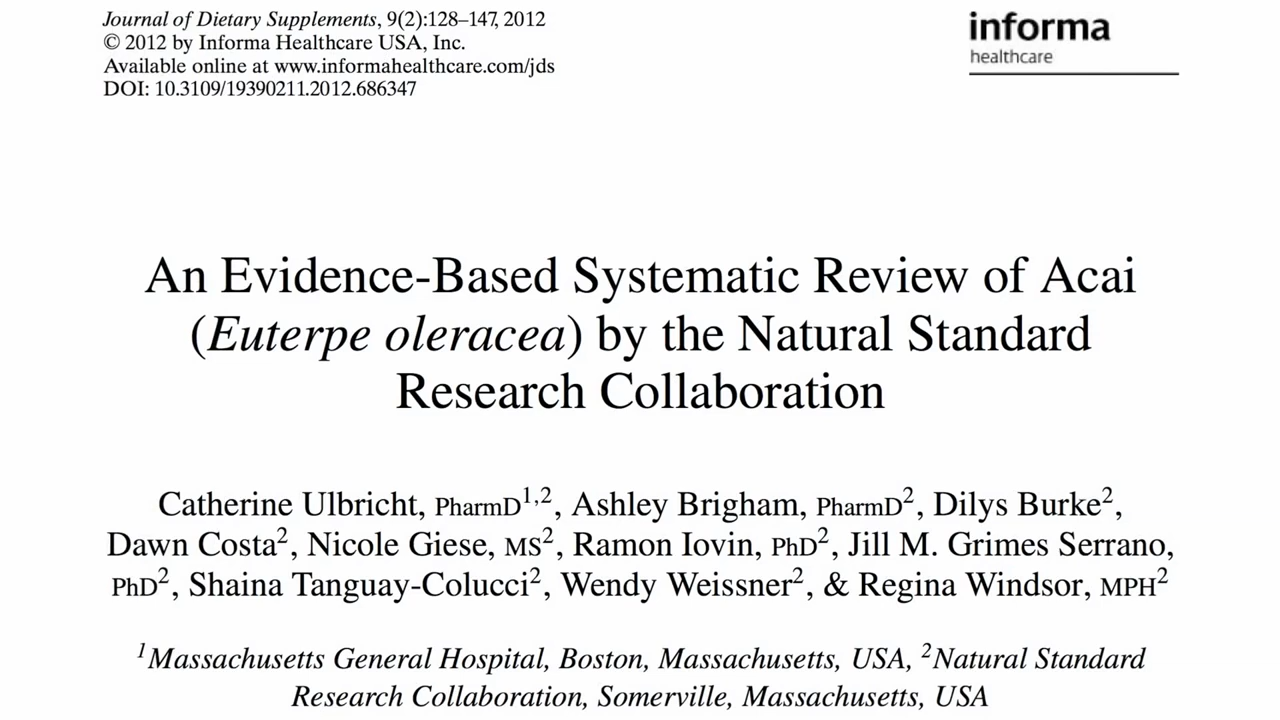 Journal of Dietary Supplements, 9(2):128–147, 2012
© 2012 by Informa Healthcare USA, Inc.
Available online at www.informahealthcare.com/jds
DOI: 10.3109/19390211.2012.686347
informa
healthcare
An Evidence-Based Systematic Review of Acai
(Euterpe oleracea) by the Natural Standard
Research Collaboration
Catherine Ulbricht, PharmD1,2, Ashley Brigham, PharmD2, Dilys Burke2,
Dawn Costa2, Nicole Giese, MS2, Ramon Iovin, PhD2, Jill M. Grimes Serrano,
PhD2, Shaina Tanguay-Colucci2, Wendy Weissner2, & Regina Windsor, MPH2
1Massachusetts General Hospital, Boston, Massachusetts, USA, 2Natural Standard
Research Collaboration, Somerville, Massachusetts, USA